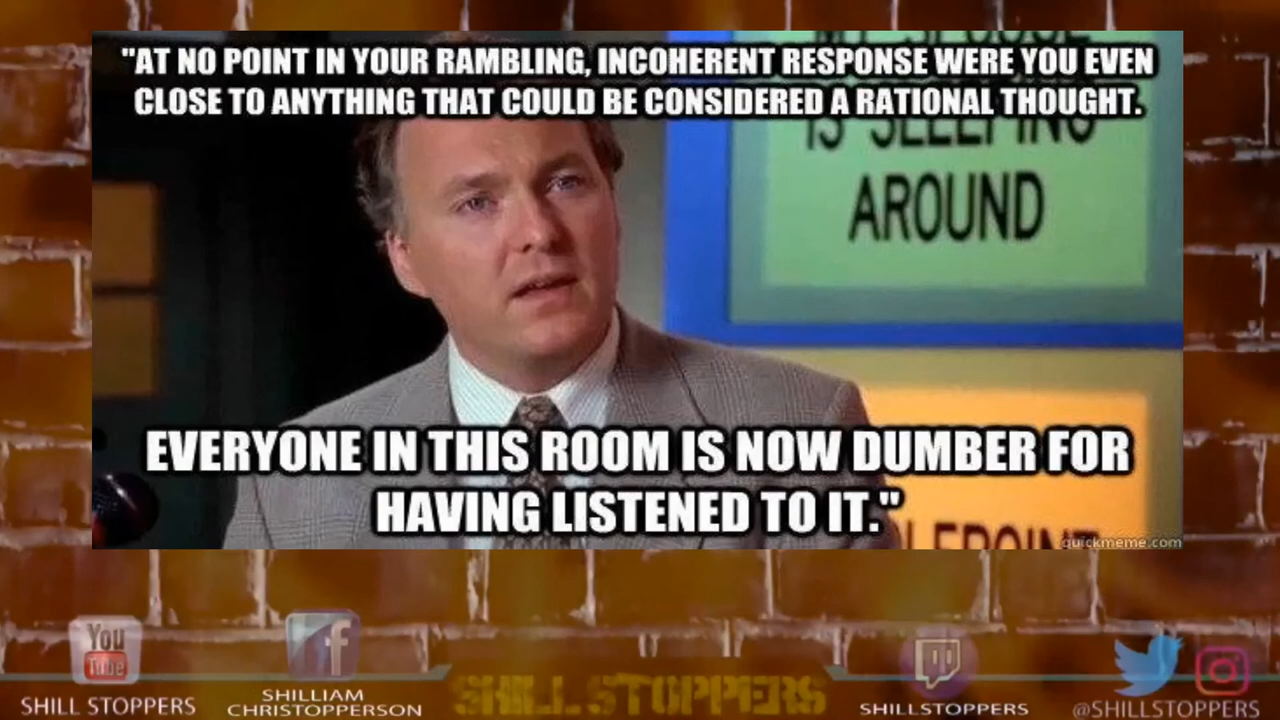 "AT NO POINT IN YOUR RAMBLING, INCOHERENT RESPONSE WERE YOU EVEN
CLOSE TO ANYTHING THAT COULD BE CONSIDERED A RATIONAL THOUGHT.
IS SLEEPING
AROUND
EVERYONE IN THIS ROOM IS NOW DUMBER FOR
HAVING LISTENED TO IT."
quickmeme.com
You
Tube
SHILL STOPPERS
f
SHILLIAM
CHRISTOPPERSON
SHILL STOPPERS
SHILLSTOPPERS
@SHILLSTOPPERS